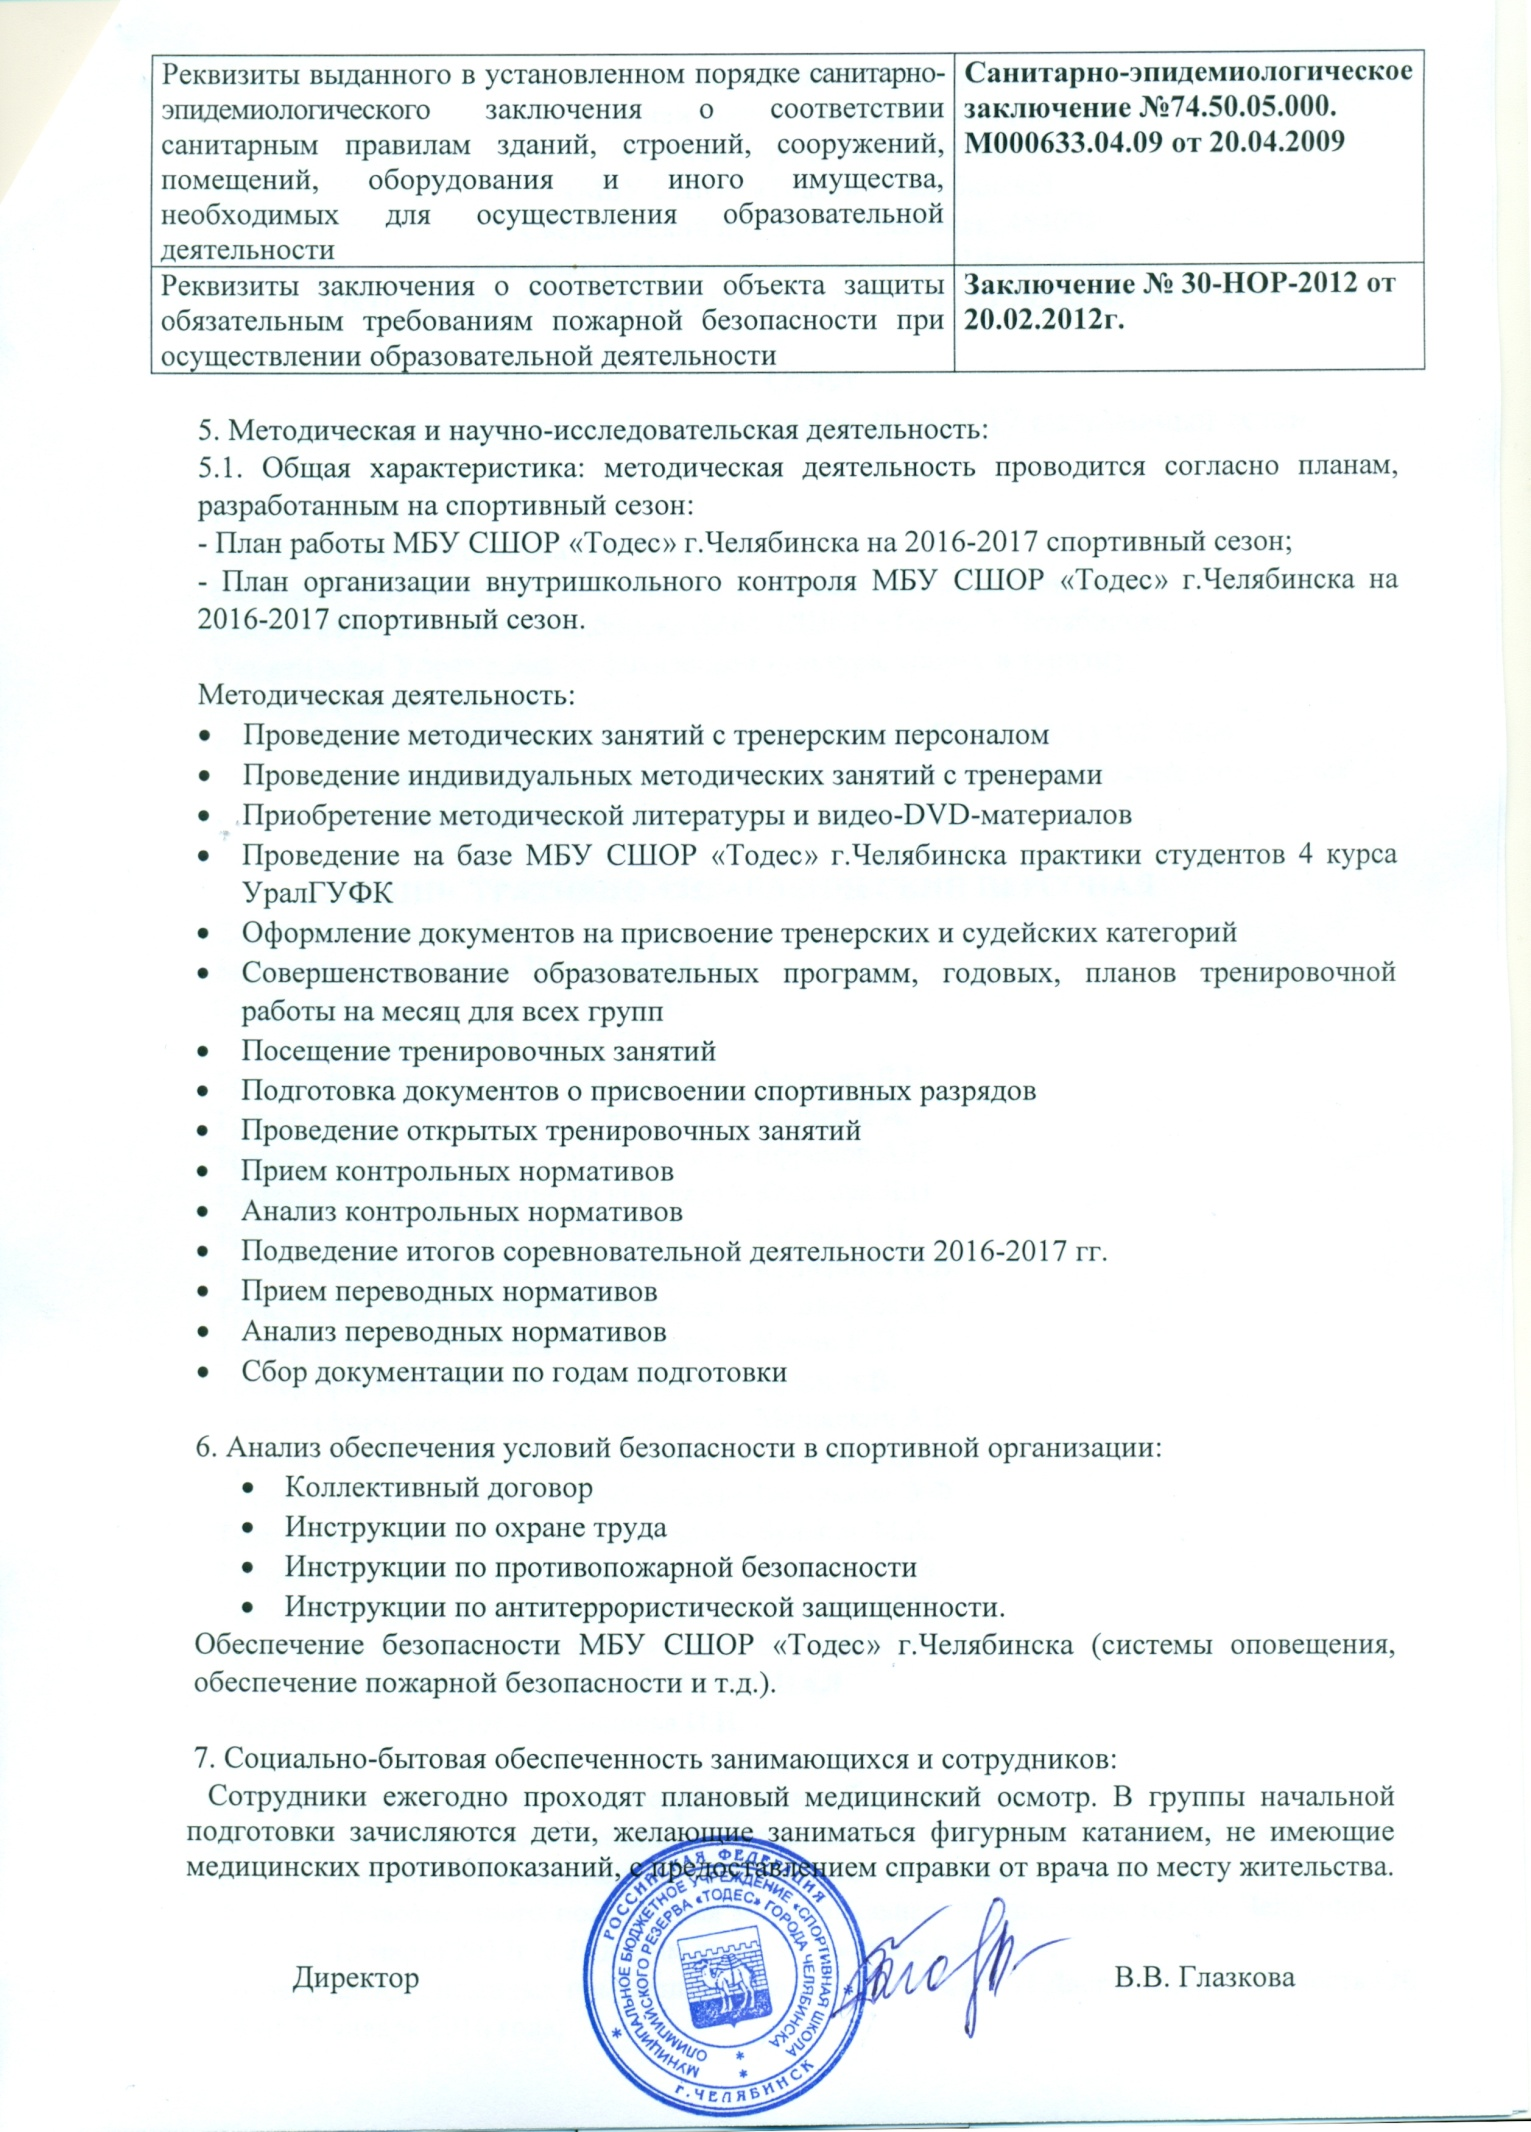 Реквизиты выданного в установленном порядке санитарно-
эпидемиологического заключения о соответствии
санитарным правилам зданий, строений, сооружений,
помещений, оборудования и иного имущества,
необходимых для осуществления образовательной
деятельности
Санитарно-эпидемиологическое
заключение №74.50.05.000.
М000633.04.09 от 20.04.2009
Реквизиты заключения о соответствии объекта защиты
обязательным требованиям пожарной безопасности при
осуществлении образовательной деятельности
Заключение № 30-НОР-2012 от
20.02.2012г.
5. Методическая и научно-исследовательская деятельность:
5.1. Общая характеристика: методическая деятельность проводится согласно планам,
разработанным на спортивный сезон:
- План работы МБУ СШОР «Тодес» г.Челябинска на 2016-2017 спортивный сезон;
- План организации внутришкольного контроля МБУ СШОР «Тодес» г.Челябинска на
2016-2017 спортивный сезон.
Методическая деятельность:
• Проведение методических занятий с тренерским персоналом
• Проведение индивидуальных методических занятий с тренерами
• Приобретение методической литературы и видео-DVD-материалов
• Проведение на базе МБУ СШОР «Тодес» г.Челябинска практики студентов 4 курса
УралГУФК
• Оформление документов на присвоение тренерских и судейских категорий
• Совершенствование образовательных программ, годовых, планов тренировочной
работы на месяц для всех групп
• Посещение тренировочных занятий
• Подготовка документов о присвоении спортивных разрядов
• Проведение открытых тренировочных занятий
• Прием контрольных нормативов
• Анализ контрольных нормативов
• Подведение итогов соревновательной деятельности 2016-2017 гг.
• Прием переводных нормативов
• Анализ переводных нормативов
• Сбор документации по годам подготовки
6. Анализ обеспечения условий безопасности в спортивной организации:
• Коллективный договор
• Инструкции по охране труда
• Инструкции по противопожарной безопасности
• Инструкции по антитеррористической защищенности.
Обеспечение безопасности МБУ СШОР «Тодес» г.Челябинска (системы оповещения,
обеспечение пожарной безопасности и т.д.).
7. Социально-бытовая обеспеченность занимающихся и сотрудников:
Сотрудники ежегодно проходят плановый медицинский осмотр. В группы начальной
подготовки зачисляются дети, желающие заниматься фигурным катанием, не имеющие
медицинских противопоказаний, с предоставлением справки от врача по месту жительства.
РОССИЙСКАЯ ФЕДЕРАЦИЯ
МУНИЦИПАЛЬНОЕ БЮДЖЕТНОЕ УЧРЕЖДЕНИЕ «СПОРТИВНАЯ ШКОЛА
ОЛИМПИЙСКОГО РЕЗЕРВА «ТОДЕС» ГОРОДА ЧЕЛЯБИНСКА
г.ЧЕЛЯБИНСК
Директор
В.В. Глазкова